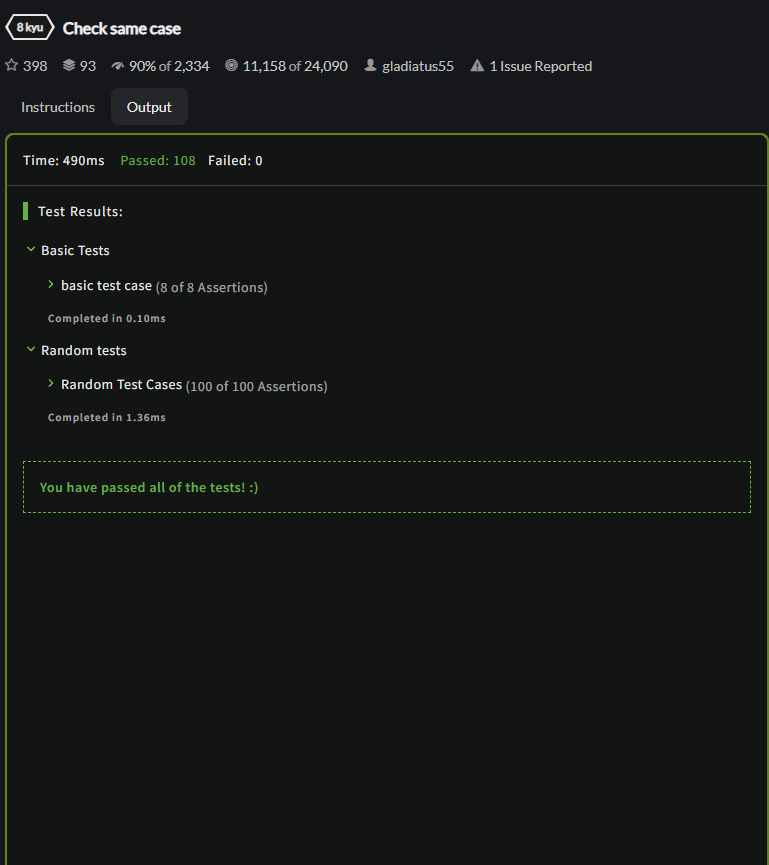 8 kyu Check same case
398 93 90% of 2,334 11,158 of 24,090 gladiatus55 1 Issue Reported
Instructions Output
Time: 490ms Passed: 108 Failed: 0
Test Results:
Basic Tests
basic test case (8 of 8 Assertions)
Completed in 0.10ms
Random tests
Random Test Cases (100 of 100 Assertions)
Completed in 1.36ms
You have passed all of the tests! :)